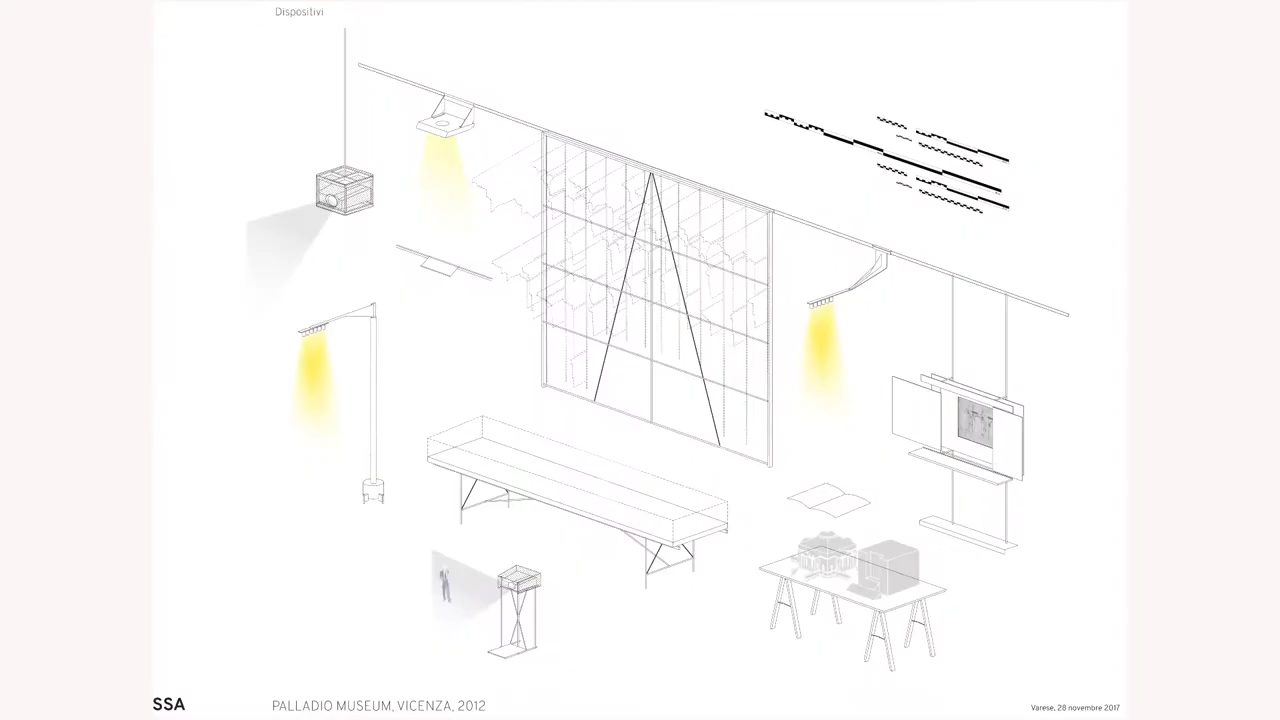 Dispositivi
SSA
PALLADIO MUSEUM, VICENZA, 2012
Varese, 28 novembre 2017